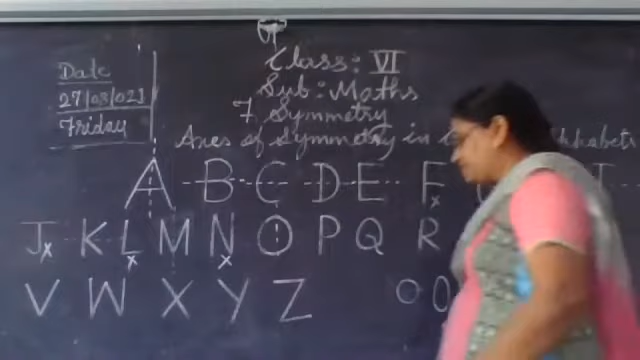 Class: VI
Date
Sub: Maths
27/08/021
7 Symmetry
Friday
Axes of Symmetry in
A B C D E F
J K L M N O P Q R
V W X Y Z